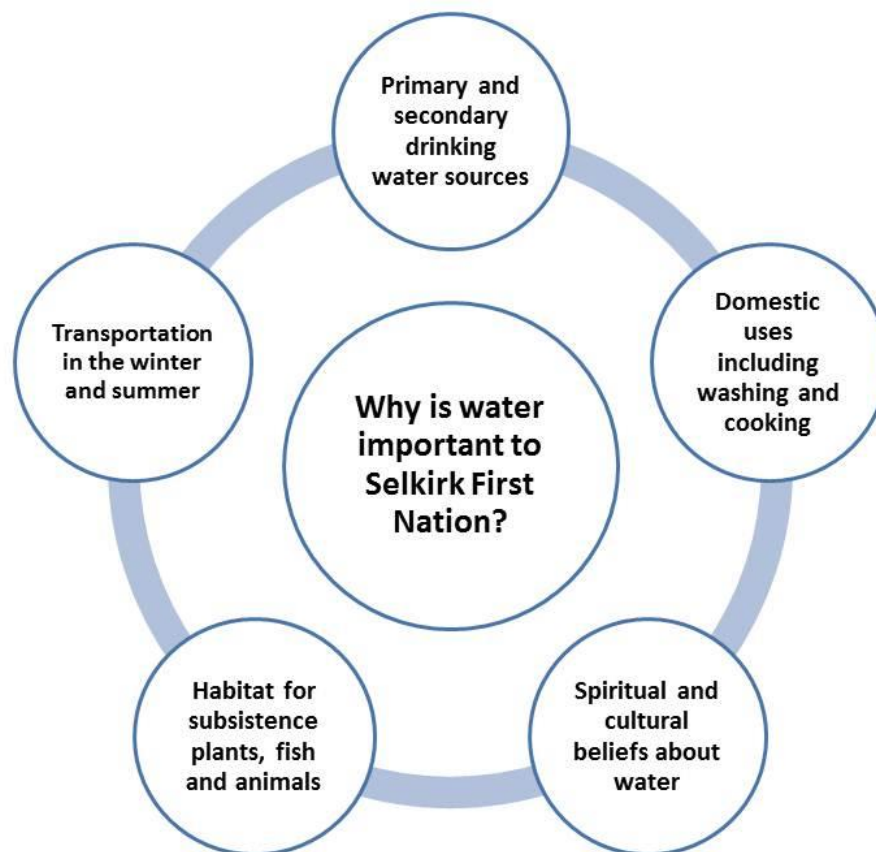 Primary and
secondary
drinking
water sources
Transportation
in the winter
and summer
Domestic
uses
including
washing and
cooking
Why is water
important to
Selkirk First
Nation?
Habitat for
subsistence
plants, fish
and animals
Spiritual and
cultural
beliefs about
water